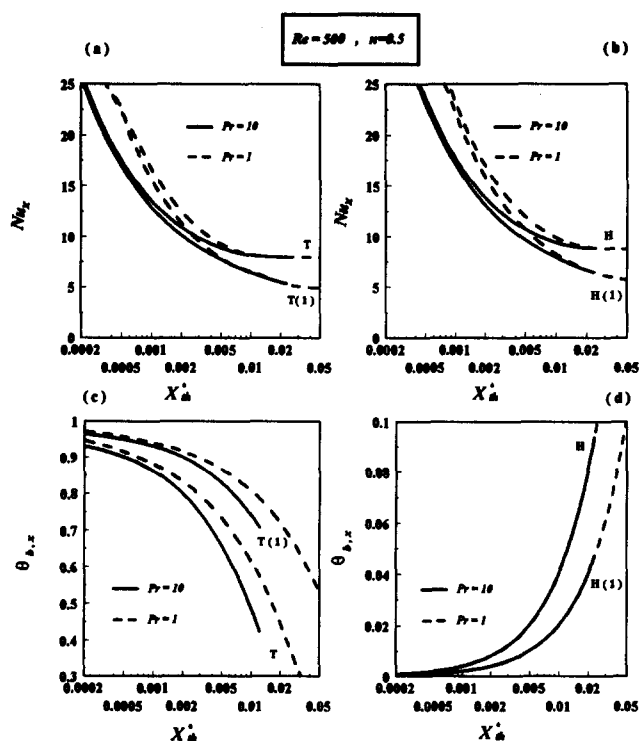 Re = 500 , n=0.5
(a)
25
20
15
10
5
0
Nu_x
Pr = 10
Pr = 1
T
T(1)
0.0002 0.001 0.005 0.02
0.0005 0.002 0.01 0.05
X*th
(b)
25
20
15
10
5
0
Nu_x
Pr = 10
Pr = 1
H
H(1)
0.0002 0.001 0.005 0.02
0.0005 0.002 0.01 0.05
X*th
(c)
1
0.9
0.8
0.7
0.6
0.5
0.4
0.3
θ b,x
Pr = 10
Pr = 1
T(1)
T
0.0002 0.001 0.005 0.02
0.0005 0.002 0.01 0.05
X*th
(d)
0.1
0.08
0.06
0.04
0.02
0
θ b,x
Pr = 10
Pr = 1
H
H(1)
0.0002 0.001 0.005 0.02
0.0005 0.002 0.01 0.05
X*th